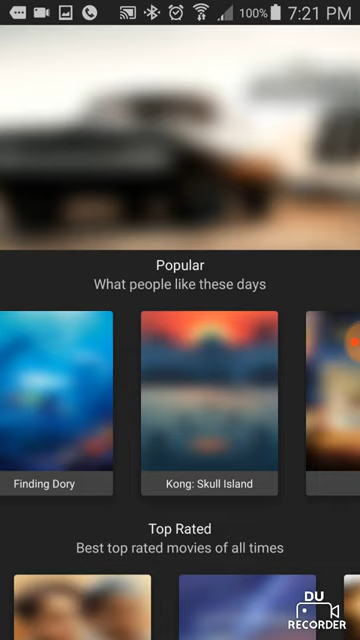 100% 7:21 PM
Popular
What people like these days
Finding Dory
Kong: Skull Island
Top Rated
Best top rated movies of all times
DU
RECORDER